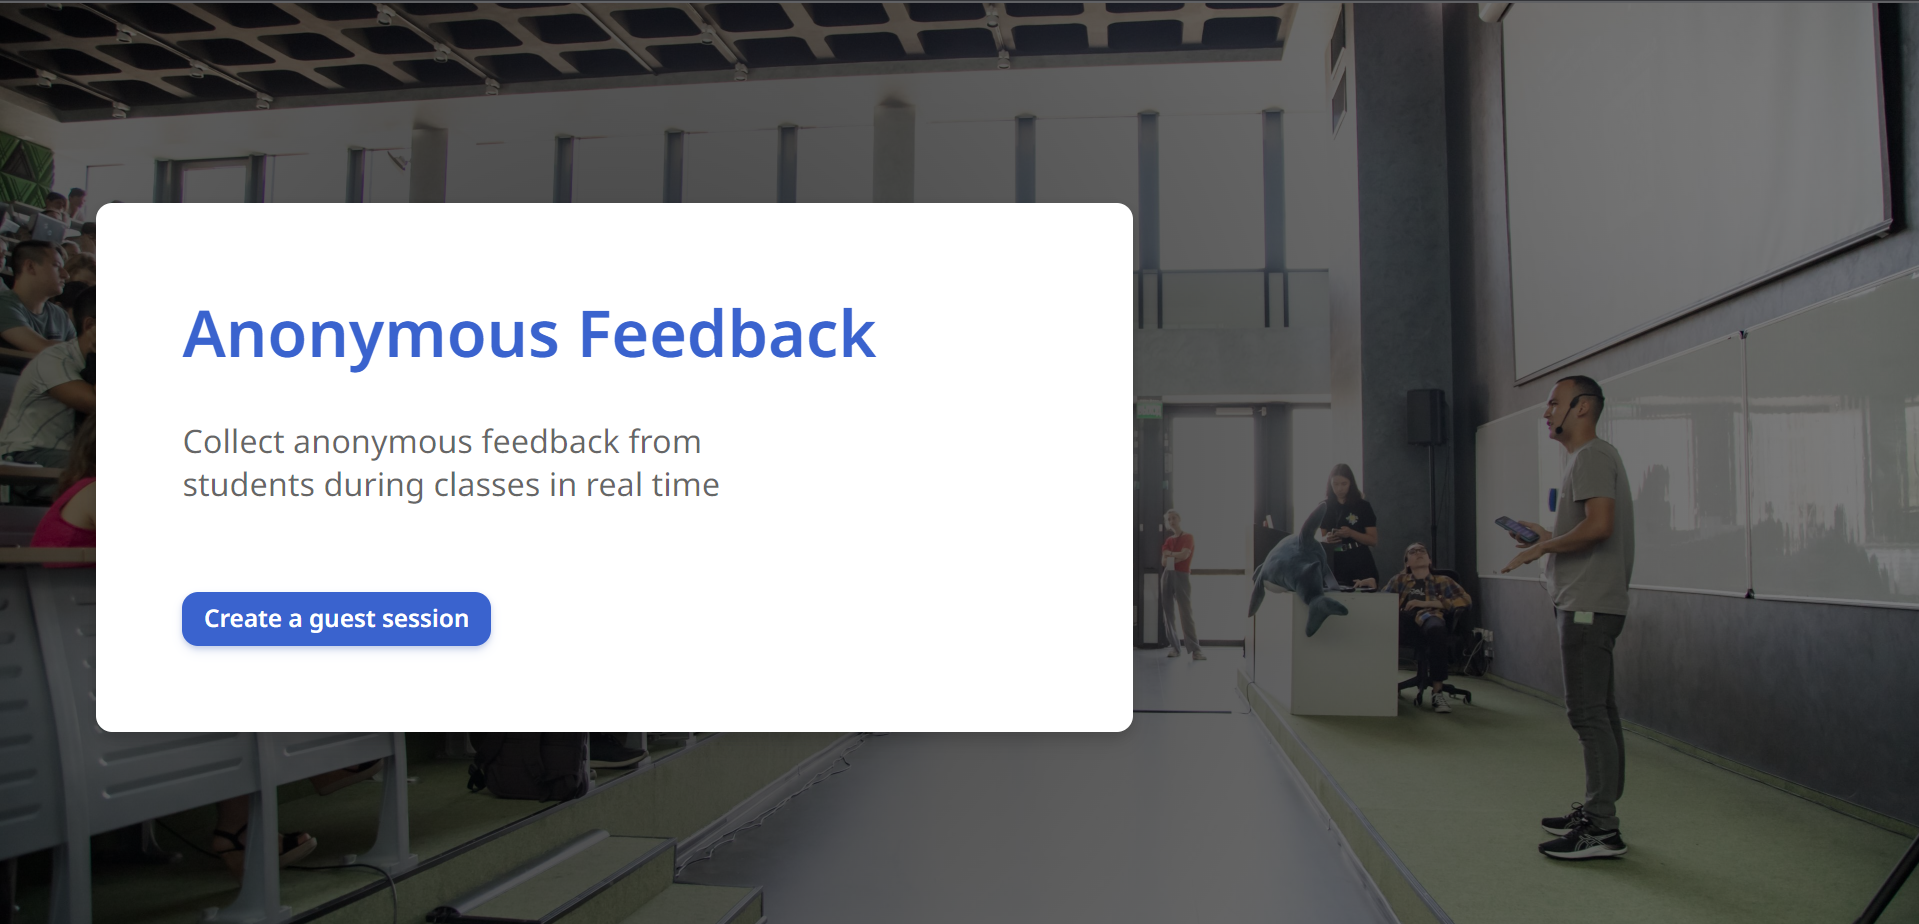 Anonymous Feedback
Collect anonymous feedback from
students during classes in real time
Create a guest session